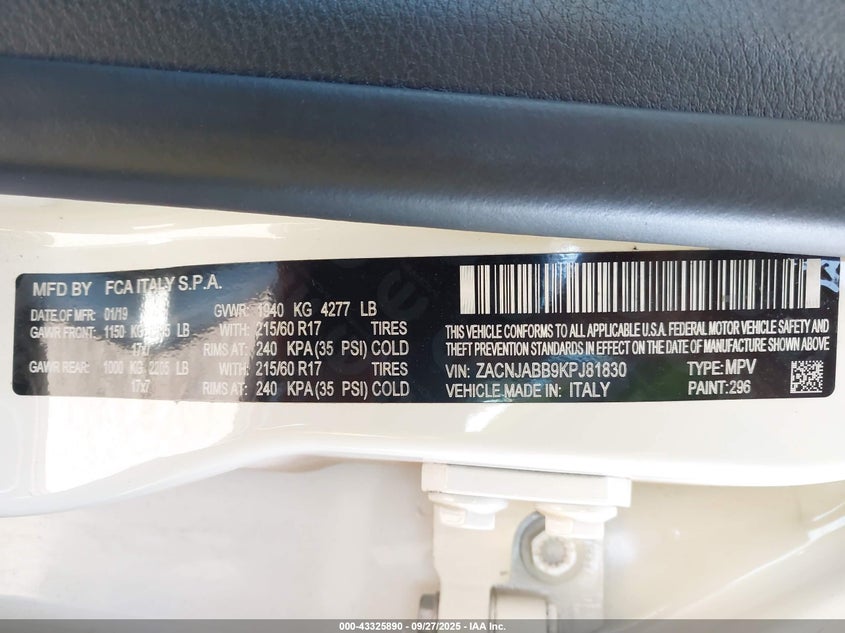 MFD BY FCA ITALY S.P.A.
DATE OF MFR: 01/19 GVWR: 1940 KG 4277 LB
GAWR FRONT: 1150 KG LB WITH: 215/60 R17 TIRES
17x7 RIMS AT: 240 KPA (35 PSI) COLD
GAWR REAR: 1000 KG 2205 LB WITH: 215/60 R17 TIRES
17x7 RIMS AT: 240 KPA (35 PSI) COLD
THIS VEHICLE CONFORMS TO ALL APPLICABLE U.S.A. FEDERAL MOTOR VEHICLE SAFETY AND
THEFT PREVENTION STANDARDS IN EFFECT ON THE DATE OF MANUFACTURE SHOWN ABOVE
VIN: ZACNJABB9KPJ81830 TYPE: MPV
VEHICLE MADE IN: ITALY PAINT: 296
000-43325890 - 09/27/2025 - IAA Inc.